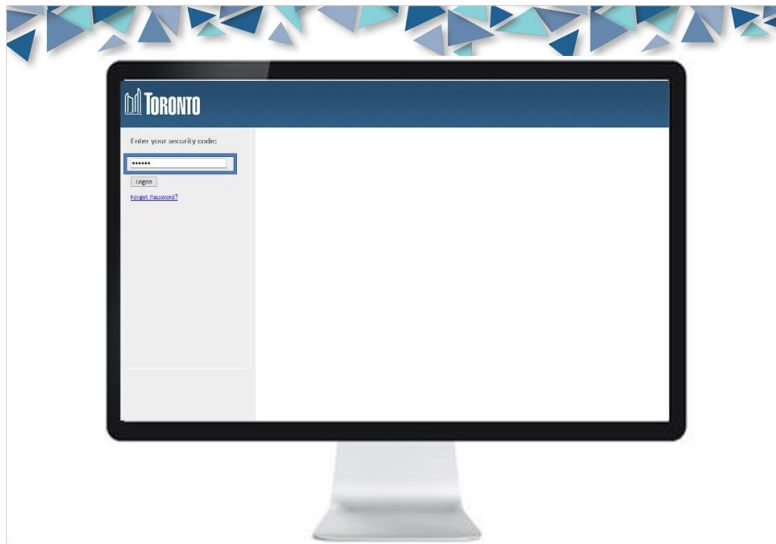 TORONTO
Enter your security code:
••••••
Logon
Forgot Password?